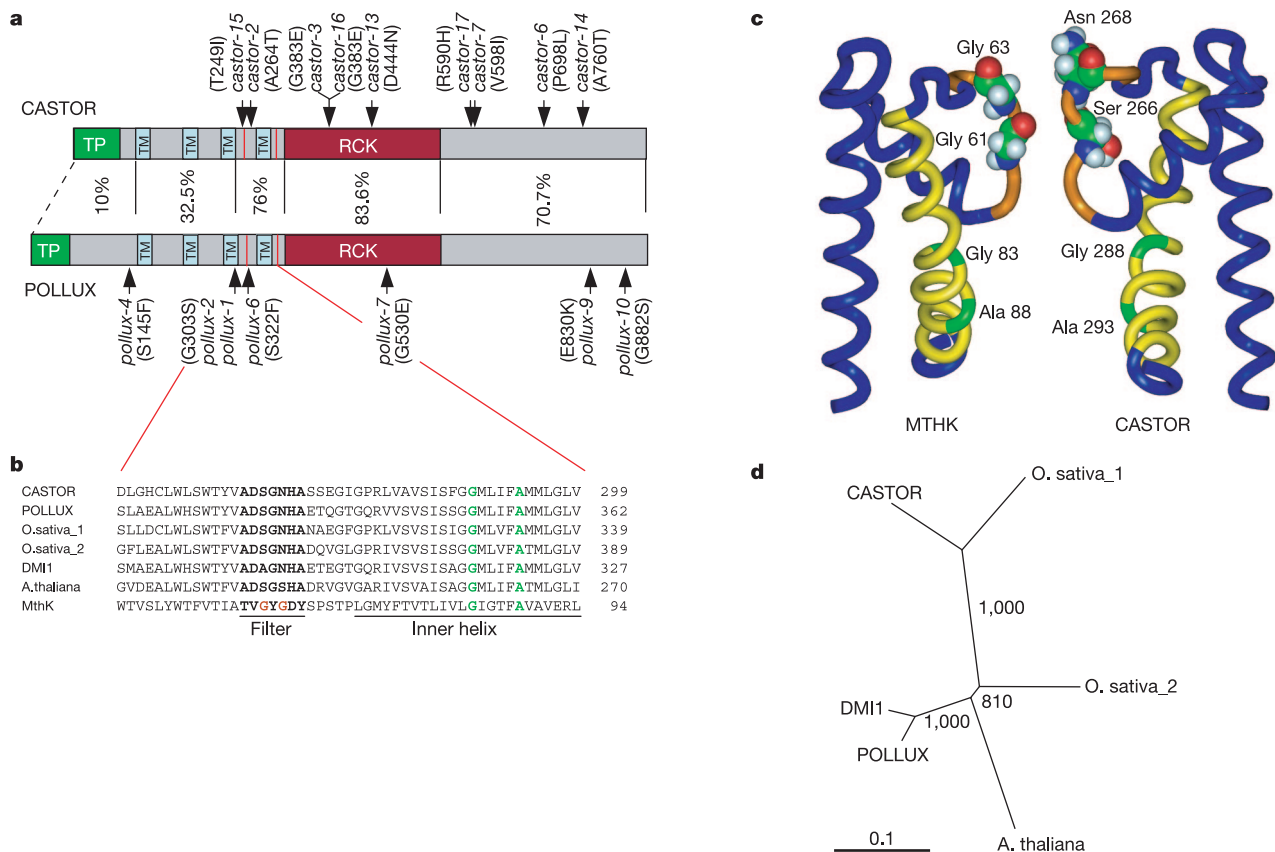 a
(T249I)
castor-15
castor-2
(A264T)
(G383E)
castor-3
castor-16
(G383E)
castor-13
(D444N)
(R590H)
castor-17
castor-7
(V598I)
castor-6
(P698L)
castor-14
(A760T)
CASTOR
TP
TM
TM
TM
TM
RCK
10%
32.5%
76%
83.6%
70.7%
TP
TM
TM
TM
TM
RCK
POLLUX
pollux-4
(S145F)
(G303S)
pollux-2
pollux-1
pollux-6
(S322F)
pollux-7
(G530E)
(E830K)
pollux-9
pollux-10
(G882S)
b
CASTOR DLGHCLWLSWTYVADSGNHASSEGIGPRLVAVSISFGGMLIFAMMLGLV 299
POLLUX SLAEALWHSWTYVADSGNHAETQGTGQRVVSVSISSGGMLIFAMMLGLV 362
O.sativa_1 SLLDCLWLSWTFVADSGNHANAEGFGPKLVSVSISFGGMLVFAMMLGLV 339
O.sativa_2 GFLEALWLSWTFVADSGNHADQVGLGPRIVSVSISSGGMLVFATMLGLV 389
DMI1 SMAEALWHSWTYVADAGNHAETEGTGQRIVSVSISAGGMLIFAMMLGLV 327
A.thaliana GVDEALWLSWTFVADSGSHADRVGVGARIVSVAISAGGMLIFATMLGLI 270
MthK WTVSLYWTFVTIATVGYGDYSPSTPLGMYFTVTLIVLGIGTFAVAVERL 94
Filter
Inner helix
c
Gly 63
Gly 61
Gly 83
Ala 88
MTHK
Asn 268
Ser 266
Gly 288
Ala 293
CASTOR
d
CASTOR
O. sativa_1
1,000
O. sativa_2
810
DMI1
1,000
POLLUX
A. thaliana
0.1